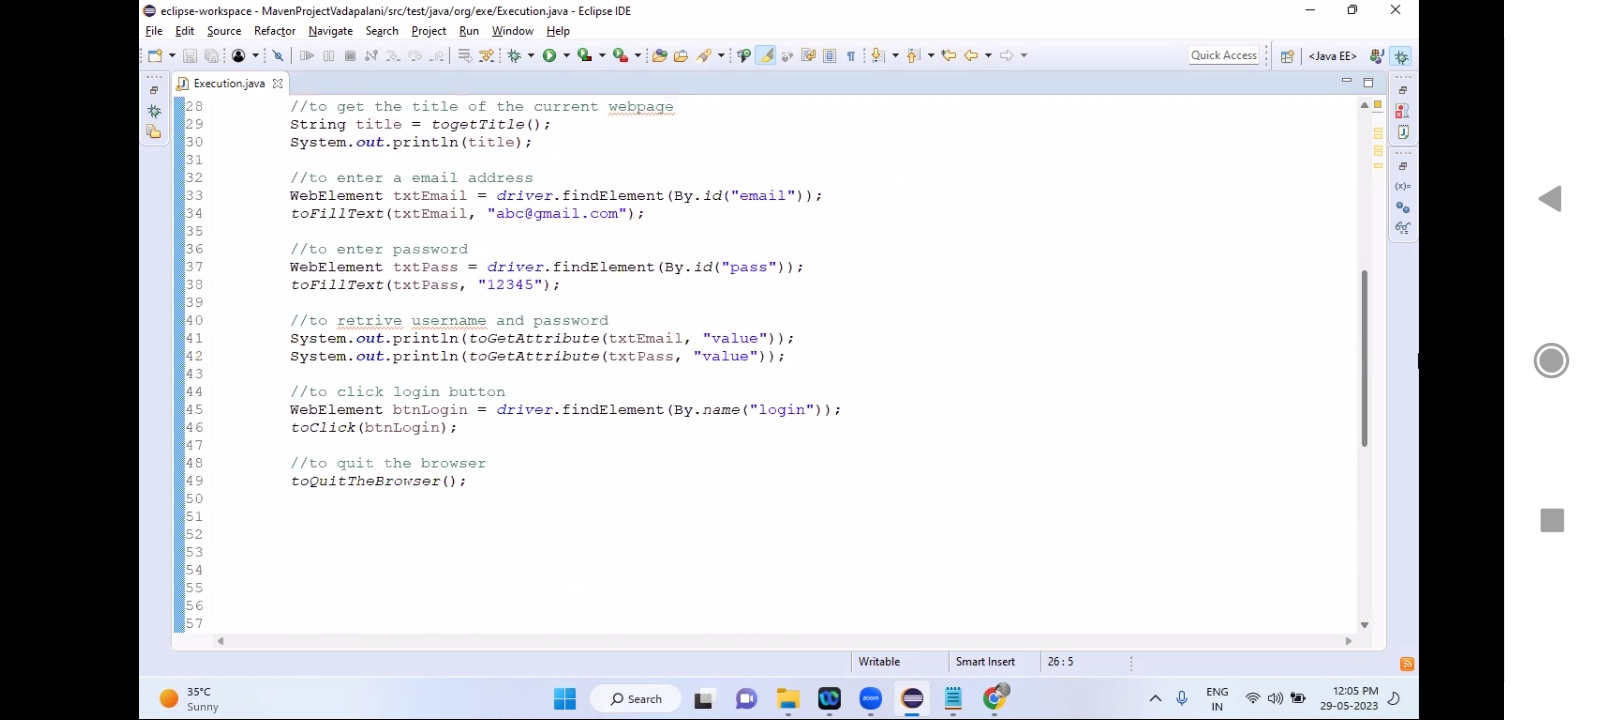 eclipse-workspace - MavenProjectVadapalani/src/test/java/org/exe/Execution.java - Eclipse IDE
File Edit Source Refactor Navigate Search Project Run Window Help
Quick Access <Java EE>
Execution.java
28 //to get the title of the current webpage
29 String title = togetTitle();
30 System.out.println(title);
31
32 //to enter a email address
33 WebElement txtEmail = driver.findElement(By.id("email"));
34 toFillText(txtEmail, "abc@gmail.com");
35
36 //to enter password
37 WebElement txtPass = driver.findElement(By.id("pass"));
38 toFillText(txtPass, "12345");
39
40 //to retrive username and password
41 System.out.println(toGetAttribute(txtEmail, "value"));
42 System.out.println(toGetAttribute(txtPass, "value"));
43
44 //to click login button
45 WebElement btnLogin = driver.findElement(By.name("login"));
46 toClick(btnLogin);
47
48 //to quit the browser
49 toQuitTheBrowser();
50
51
52
53
54
55
56
57
Writable Smart Insert 26 : 5
35°C
Sunny
Search
zoom
ENG
IN
12:05 PM
29-05-2023